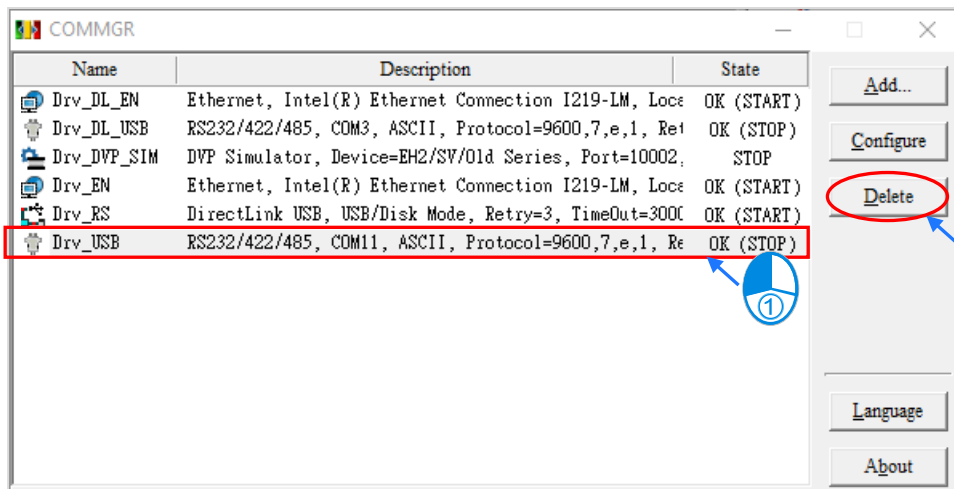 COMMGR
Name Description State
Drv_DL_EN Ethernet, Intel(R) Ethernet Connection I219-LM, Loca OK (START)
Drv_DL_USB RS232/422/485, COM3, ASCII, Protocol=9600,7,e,1, Ret OK (STOP)
Drv_DVP_SIM DVP Simulator, Device=EH2/SV/Old Series, Port=10002, STOP
Drv_EN Ethernet, Intel(R) Ethernet Connection I219-LM, Loca OK (START)
Drv_RS DirectLink USB, USB/Disk Mode, Retry=3, TimeOut=3000 OK (START)
Drv_USB RS232/422/485, COM11, ASCII, Protocol=9600,7,e,1, Re OK (STOP)
①
Add...
Configure
Delete
Language
About